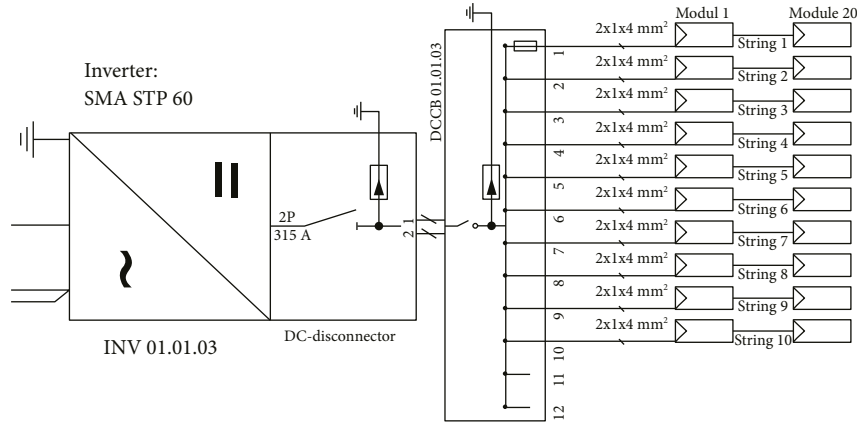 Inverter:
SMA STP 60
2P
315 A
1
2
DC-disconnector
INV 01.01.03
DCCB 01.01.03
Modul 1
Module 20
2x1x4 mm²
String 1
1
2x1x4 mm²
String 2
2
2x1x4 mm²
String 3
3
2x1x4 mm²
String 4
4
2x1x4 mm²
String 5
5
2x1x4 mm²
String 6
6
2x1x4 mm²
String 7
7
2x1x4 mm²
String 8
8
2x1x4 mm²
String 9
9
2x1x4 mm²
String 10
10
11
12